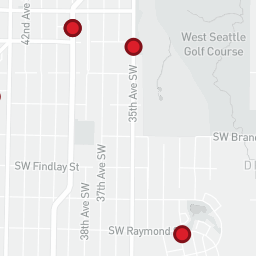 42nd Ave
West Seattle
Golf Course
35th Ave SW
SW Bran
SW Findlay St
37th Ave SW
38th Ave SW
SW Raymond
D